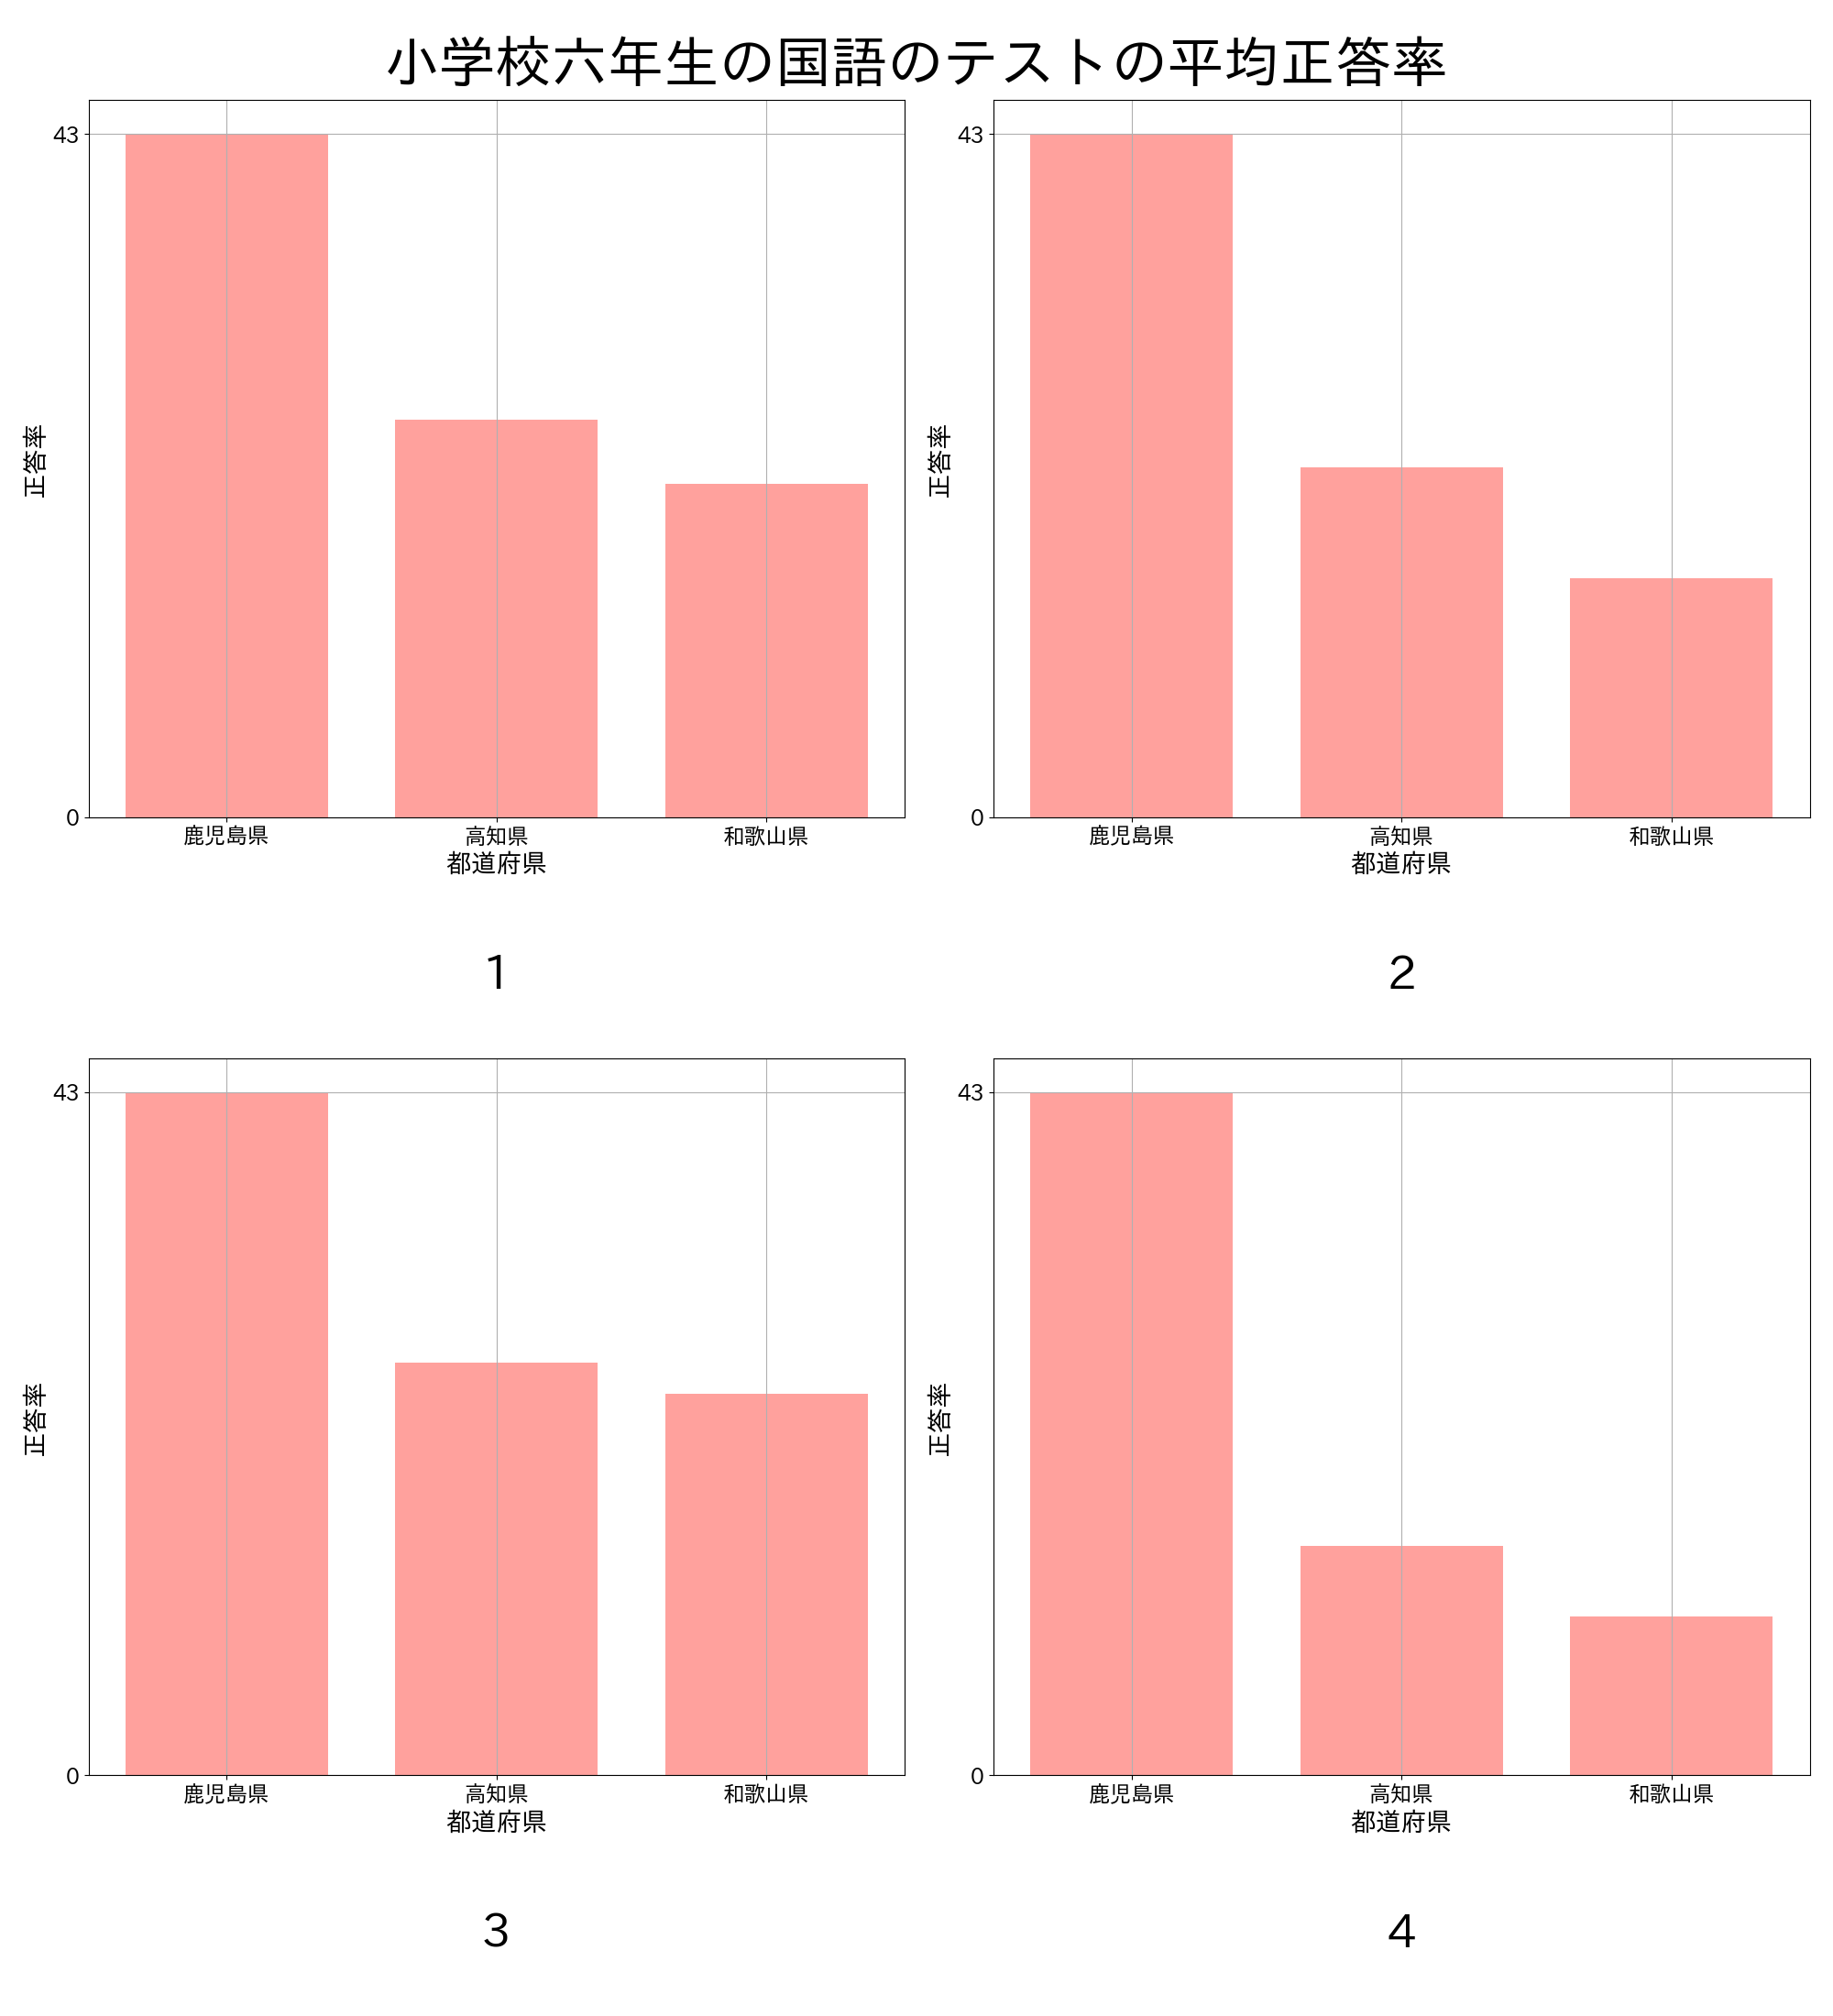 小学校六年生の国語のテストの平均正答率
43
0
正答率
鹿児島県 高知県 和歌山県
都道府県
1
43
0
正答率
鹿児島県 高知県 和歌山県
都道府県
2
43
0
正答率
鹿児島県 高知県 和歌山県
都道府県
3
43
0
正答率
鹿児島県 高知県 和歌山県
都道府県
4